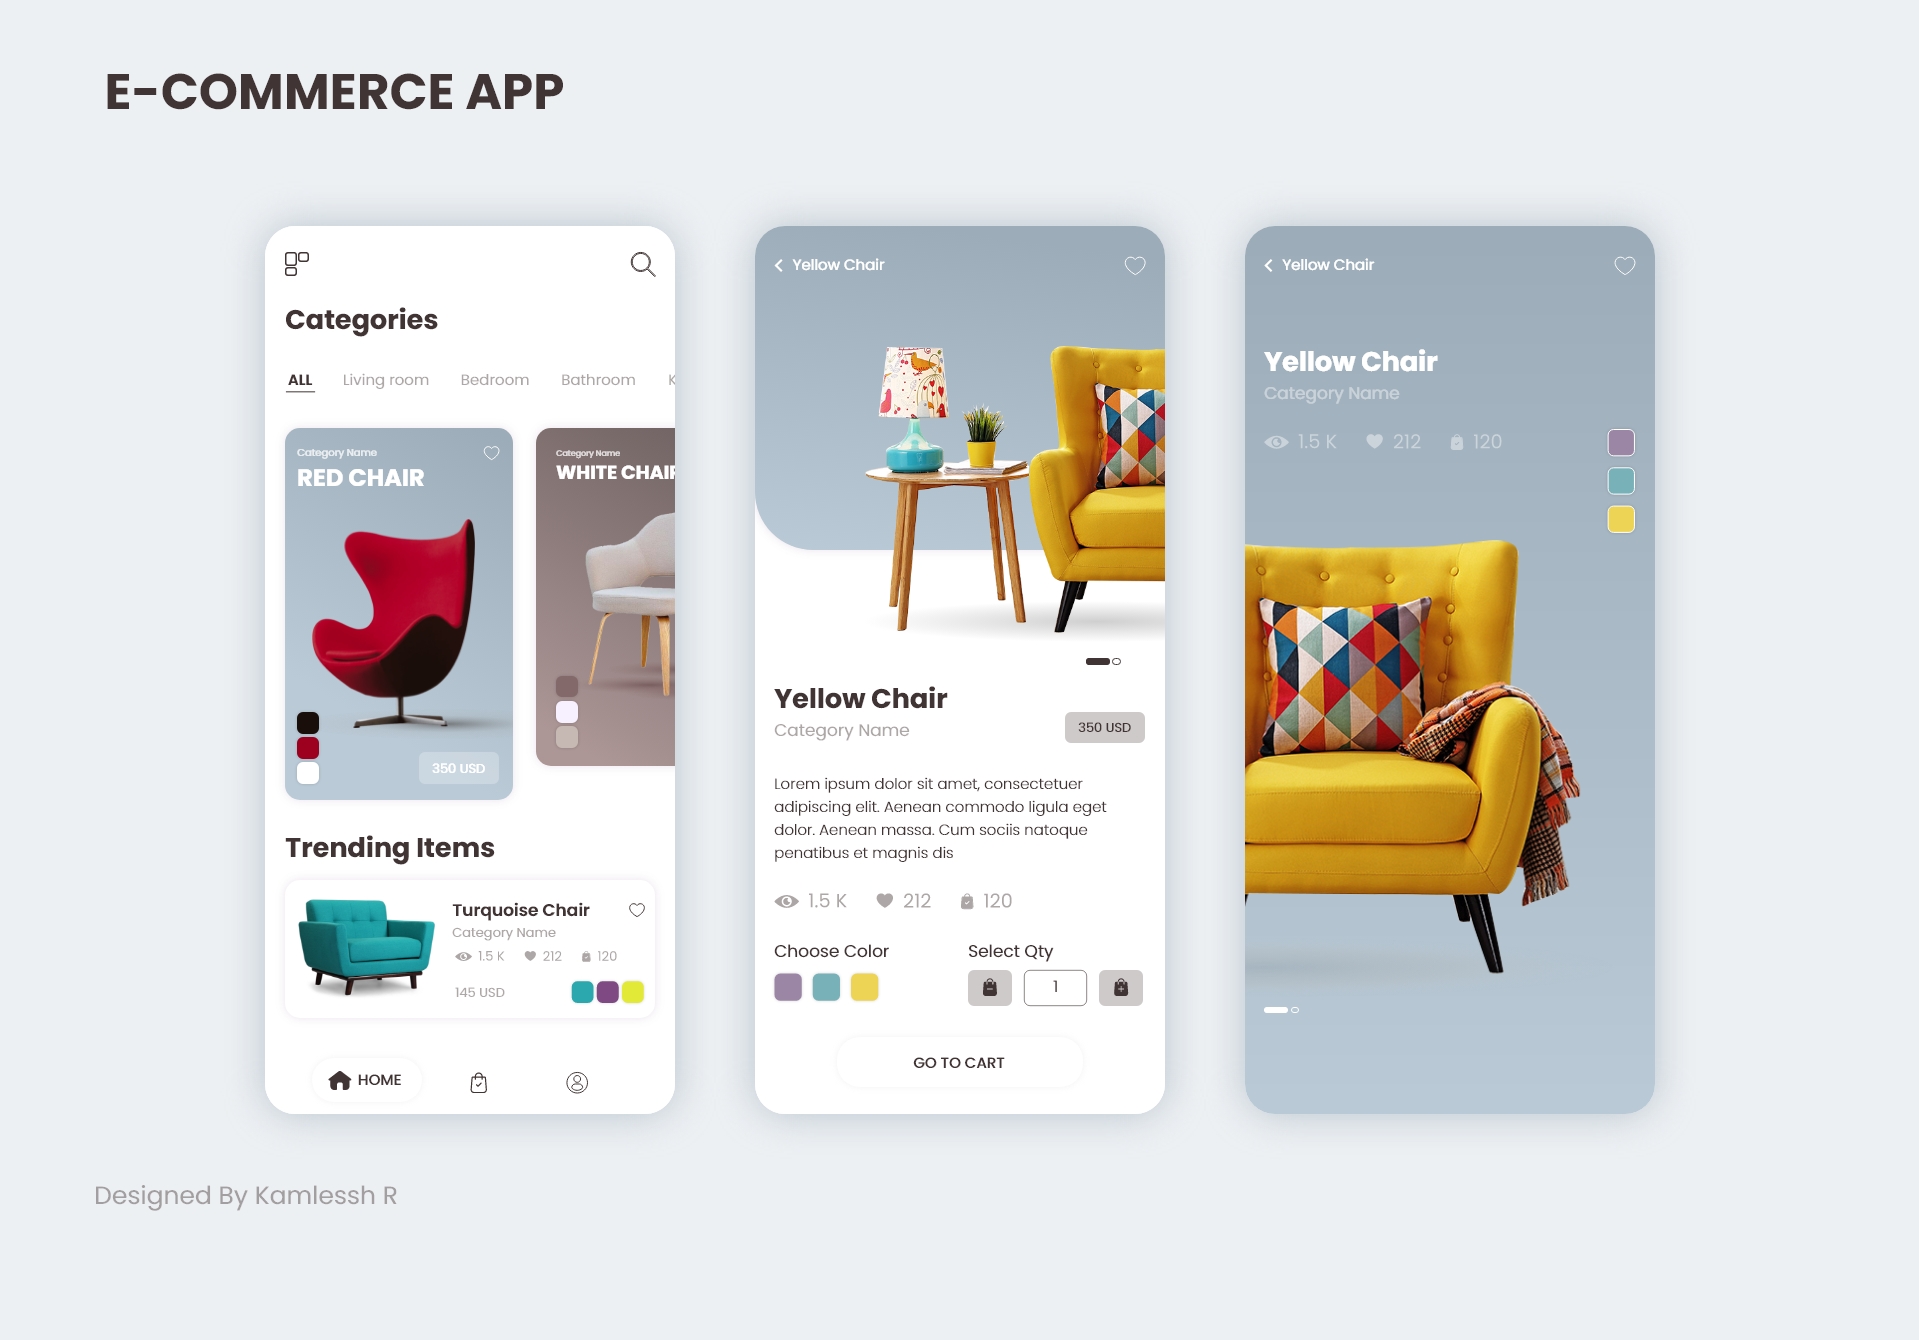 E-COMMERCE APP
Categories
ALL Living room Bedroom Bathroom K
Category Name
RED CHAIR
350 USD
Category Name
WHITE CHAIR
Trending Items
Turquoise Chair
Category Name
1.5 K 212 120
145 USD
HOME
Yellow Chair
Yellow Chair
Category Name
350 USD
Lorem ipsum dolor sit amet, consectetuer
adipiscing elit. Aenean commodo ligula eget
dolor. Aenean massa. Cum sociis natoque
penatibus et magnis dis
1.5 K 212 120
Choose Color
Select Qty
1
GO TO CART
Yellow Chair
Yellow Chair
Category Name
1.5 K 212 120
Designed By Kamlessh R